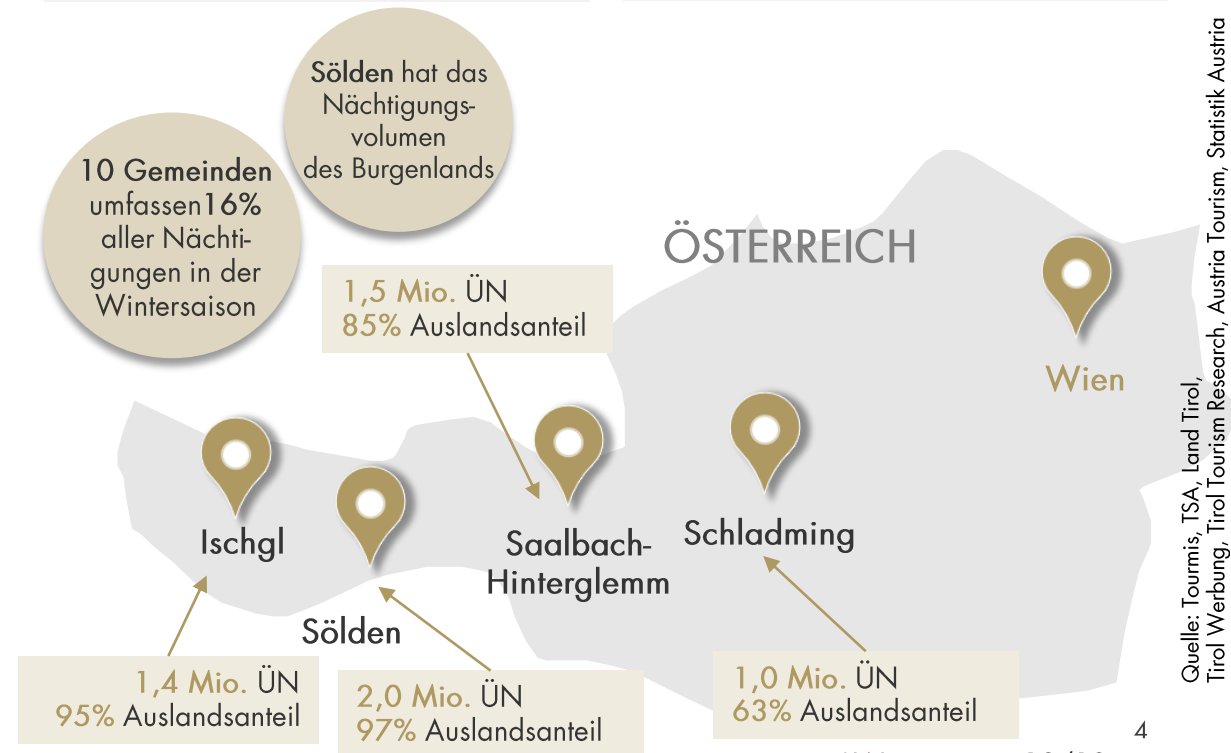 Sölden hat das
Nächtigungs-
volumen
des Burgenlands
10 Gemeinden
umfassen16%
aller Nächti-
gungen in der
Wintersaison
ÖSTERREICH
1,5 Mio. ÜN
85% Auslandsanteil
Wien
Ischgl
Saalbach-
Hinterglemm
Schladming
Sölden
1,4 Mio. ÜN
95% Auslandsanteil
2,0 Mio. ÜN
97% Auslandsanteil
1,0 Mio. ÜN
63% Auslandsanteil
Quelle: Tourmis, TSA, Land Tirol,
Tirol Werbung, Tirol Tourism Research, Austria Tourism, Statistik Austria
4